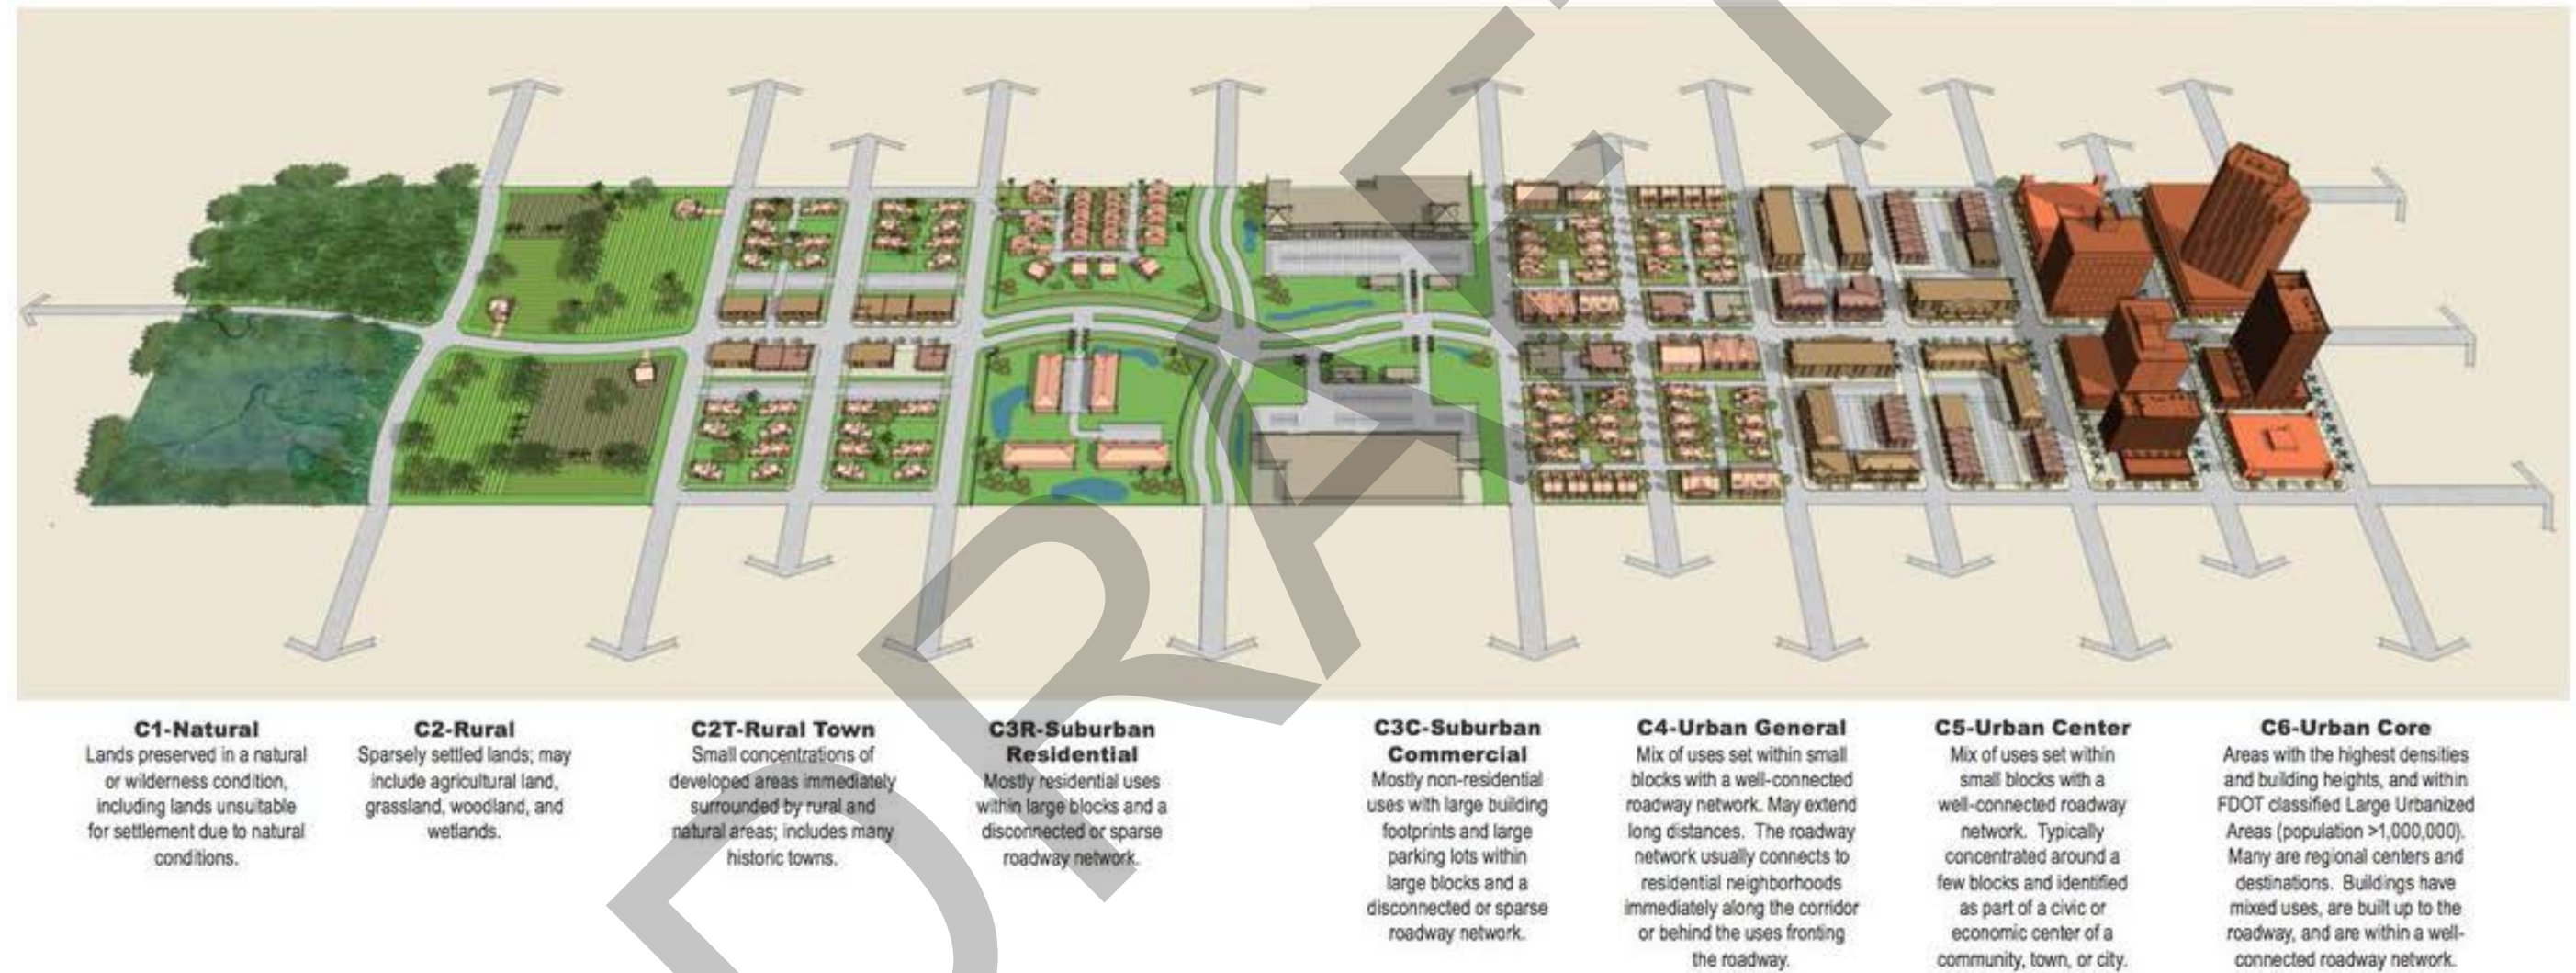 C1-Natural
Lands preserved in a natural
or wilderness condition,
including lands unsuitable
for settlement due to natural
conditions.
C2-Rural
Sparsely settled lands; may
include agricultural land,
grassland, woodland, and
wetlands.
C2T-Rural Town
Small concentrations of
developed areas immediately
surrounded by rural and
natural areas; includes many
historic towns.
C3R-Suburban
Residential
Mostly residential uses
within large blocks and a
disconnected or sparse
roadway network.
C3C-Suburban
Commercial
Mostly non-residential
uses with large building
footprints and large
parking lots within
large blocks and a
disconnected or sparse
roadway network.
C4-Urban General
Mix of uses set within small
blocks with a well-connected
roadway network. May extend
long distances. The roadway
network usually connects to
residential neighborhoods
immediately along the corridor
or behind the uses fronting
the roadway.
C5-Urban Center
Mix of uses set within
small blocks with a
well-connected roadway
network. Typically
concentrated around a
few blocks and identified
as part of a civic or
economic center of a
community, town, or city.
C6-Urban Core
Areas with the highest densities
and building heights, and within
FDOT classified Large Urbanized
Areas (population >1,000,000).
Many are regional centers and
destinations. Buildings have
mixed uses, are built up to the
roadway, and are within a well-
connected roadway network.
DRAFT